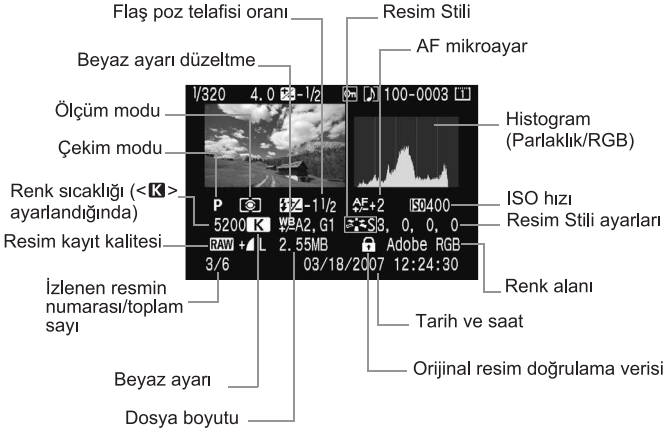 Flaş poz telafisi oranı
Resim Stili
Beyaz ayarı düzeltme
AF mikroayar
1/320 4.0 -1/2 100-0003
Ölçüm modu
Histogram
(Parlaklık/RGB)
Çekim modu
P -1 1/2 AF+2 ISO400
ISO hızı
Renk sıcaklığı (<K>
ayarlandığında)
5200 K WB A2, G1 S3, 0, 0, 0
Resim Stili ayarları
Resim kayıt kalitesi
RAW + L 2.55MB Adobe RGB
3/6 03/18/2007 12:24:30
İzlenen resmin
numarası/toplam
sayı
Renk alanı
Tarih ve saat
Beyaz ayarı
Orijinal resim doğrulama verisi
Dosya boyutu